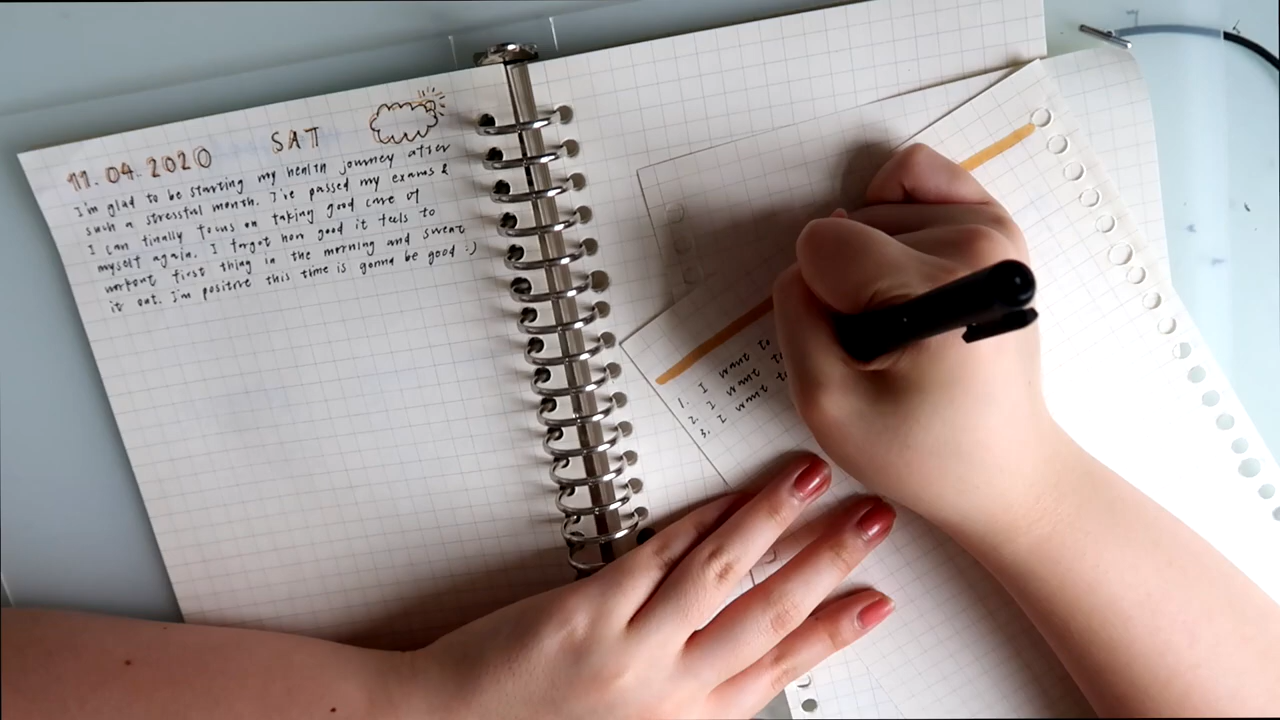 11.04.2020 SAT
I'm glad to be starting my health journey after
such a stressful month. I've passed my exams &
I can finally focus on taking good care of
myself again. I forgot how good it feels to
workout first thing in the morning and sweat
it out. I'm positive this time is gonna be good :)
1. I want to
2. I want to
3. I want to